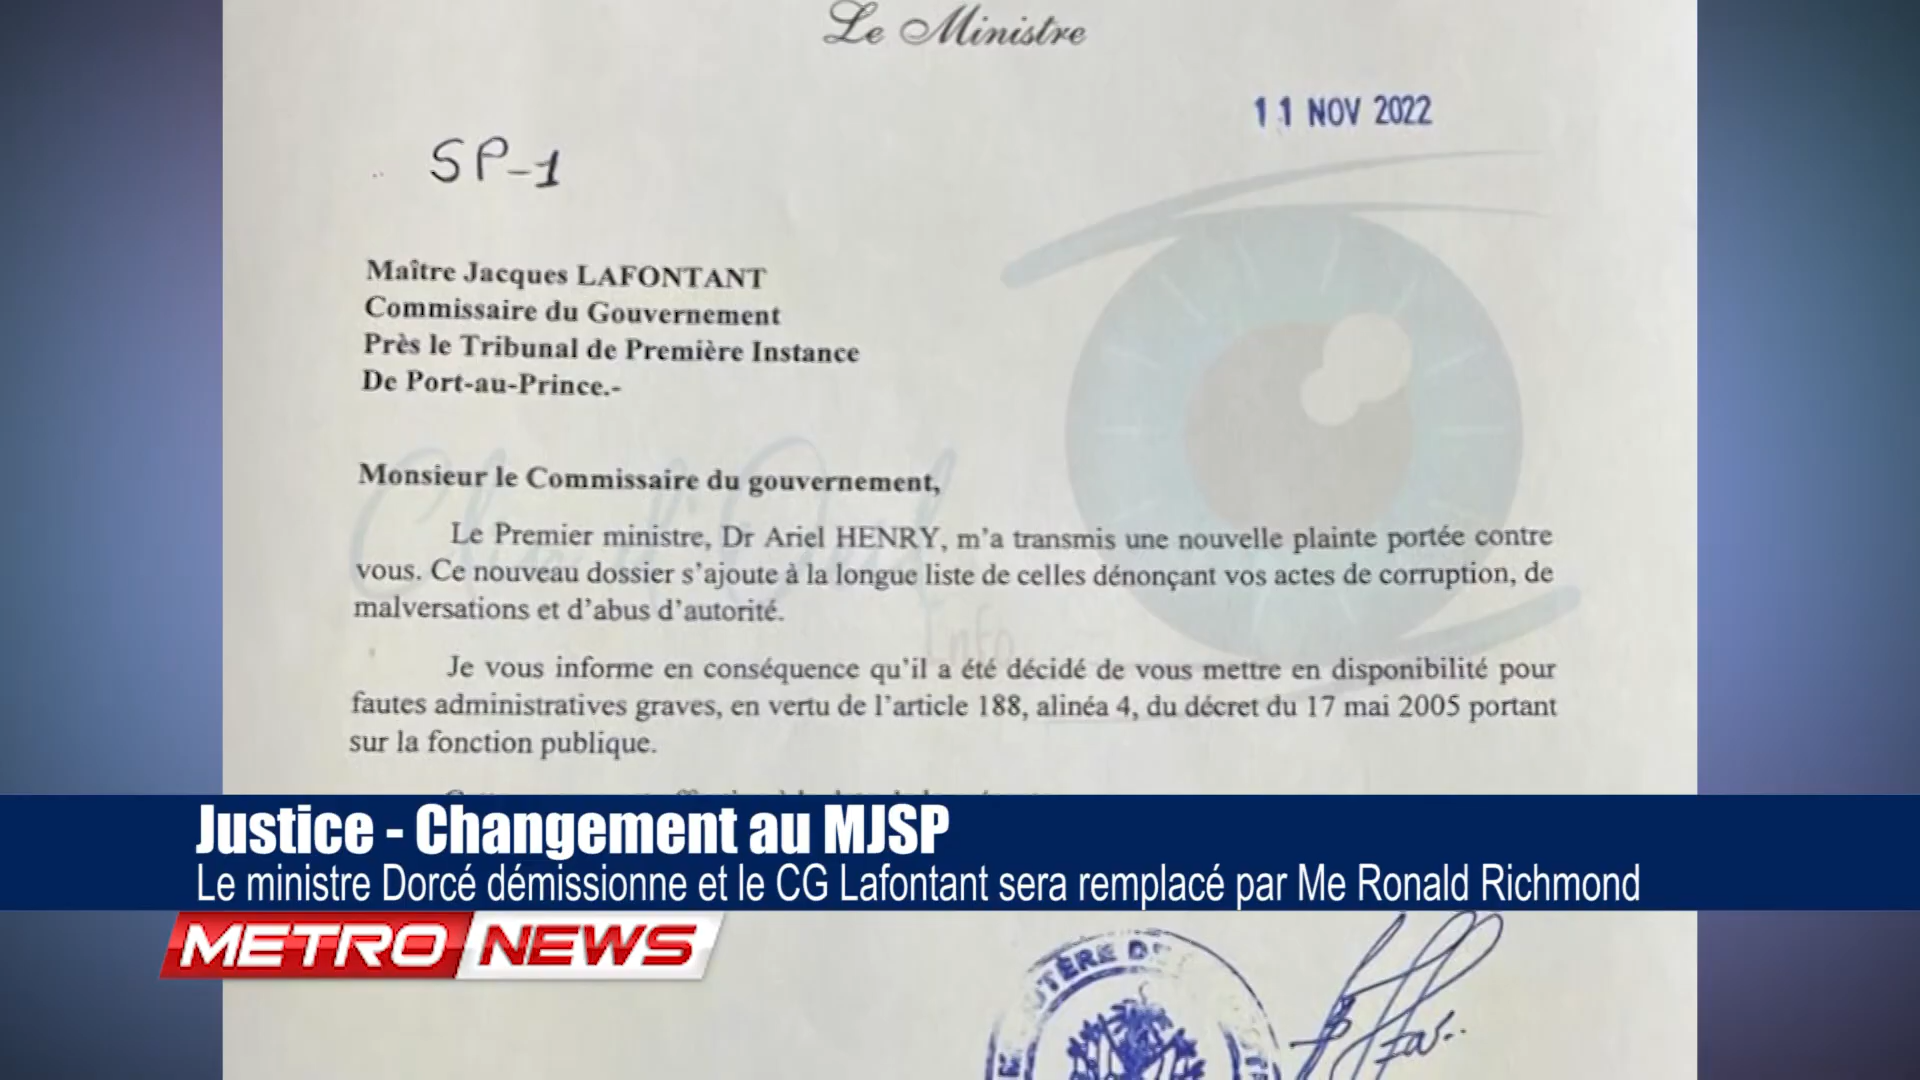 Le Ministre
11 NOV 2022
SP-1
Maître Jacques LAFONTANT
Commissaire du Gouvernement
Près le Tribunal de Première Instance
De Port-au-Prince.-
Monsieur le Commissaire du gouvernement,
Le Premier ministre, Dr Ariel HENRY, m'a transmis une nouvelle plainte portée contre
vous. Ce nouveau dossier s'ajoute à la longue liste de celles dénonçant vos actes de corruption, de
malversations et d'abus d'autorité.
Info
Je vous informe en conséquence qu'il a été décidé de vous mettre en disponibilité pour
fautes administratives graves, en vertu de l'article 188, alinéa 4, du décret du 17 mai 2005 portant
sur la fonction publique.
Justice - Changement au MJSP
Le ministre Dorcé démissionne et le CG Lafontant sera remplacé par Me Ronald Richmond
METRO NEWS